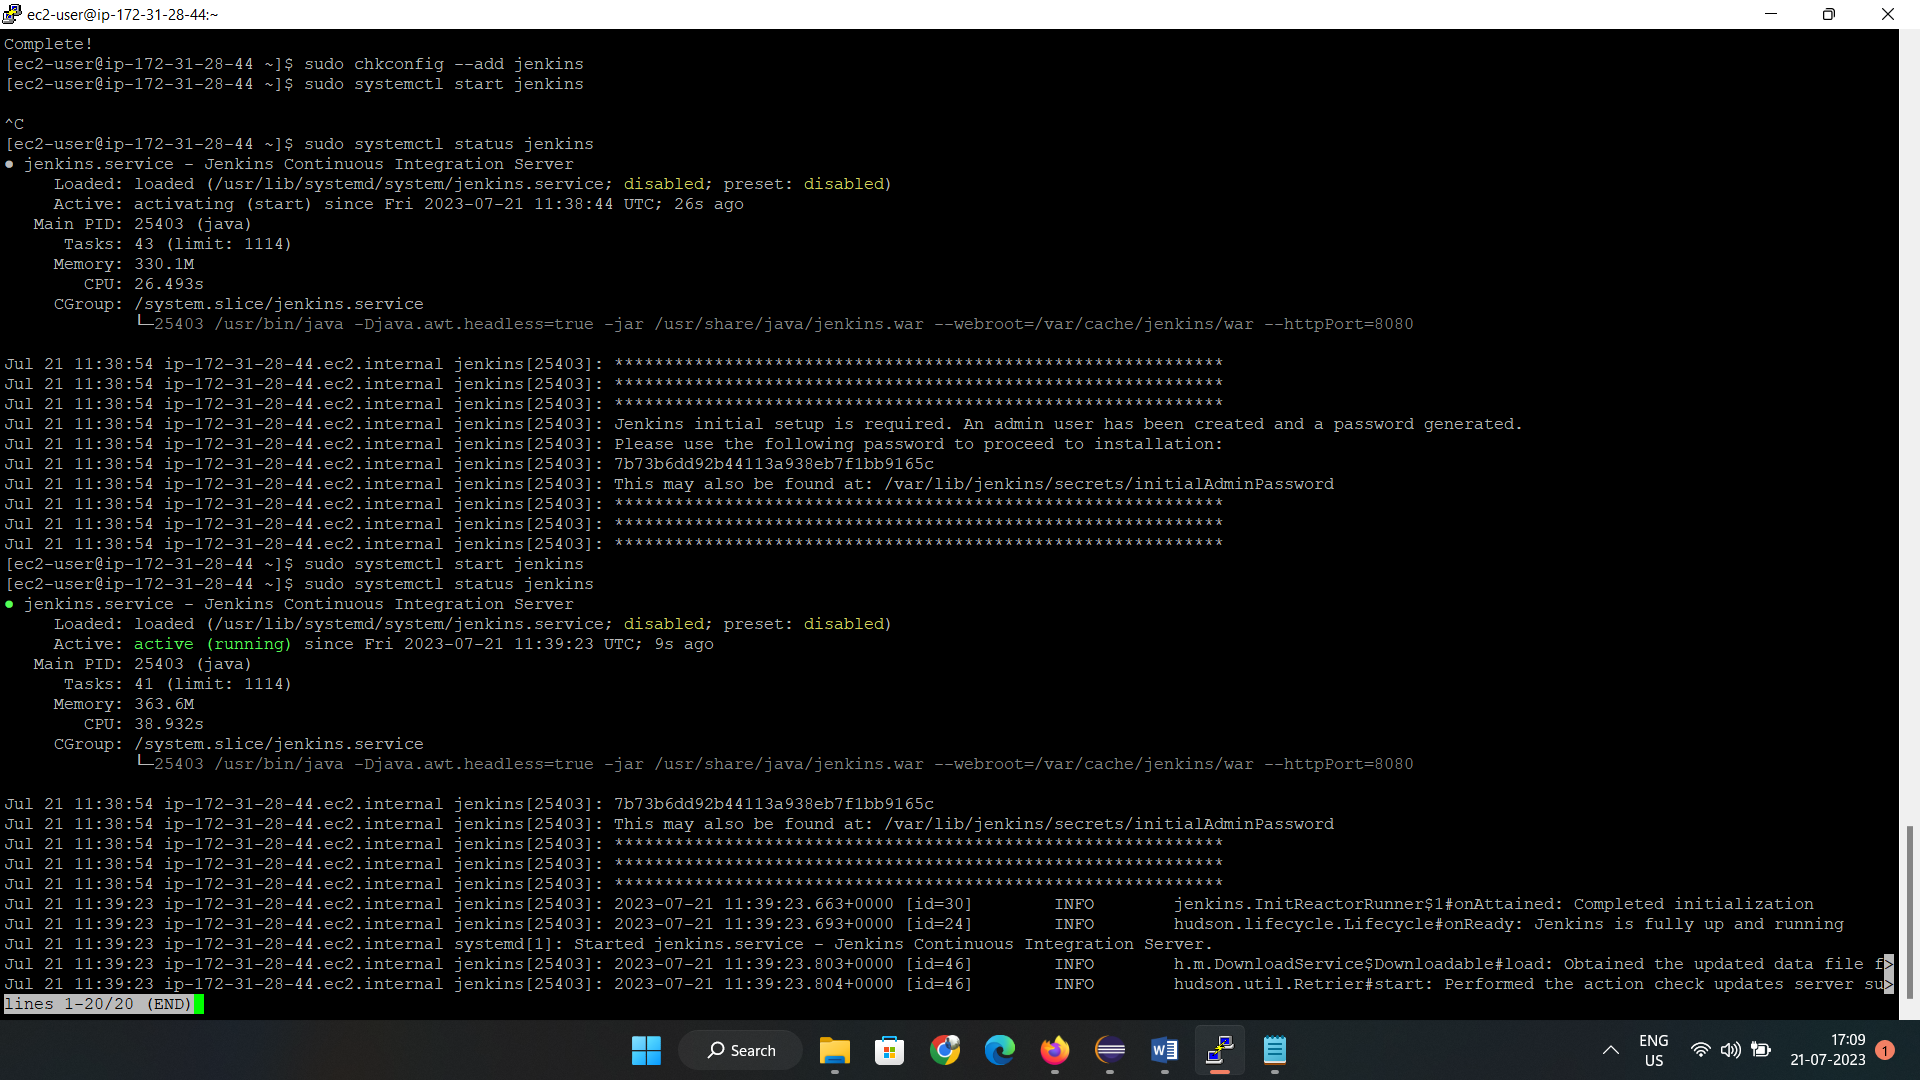 ec2-user@ip-172-31-28-44:~
Complete!
[ec2-user@ip-172-31-28-44 ~]$ sudo chkconfig --add jenkins
[ec2-user@ip-172-31-28-44 ~]$ sudo systemctl start jenkins
^C
[ec2-user@ip-172-31-28-44 ~]$ sudo systemctl status jenkins
● jenkins.service - Jenkins Continuous Integration Server
Loaded: loaded (/usr/lib/systemd/system/jenkins.service; disabled; preset: disabled)
Active: activating (start) since Fri 2023-07-21 11:38:44 UTC; 26s ago
Main PID: 25403 (java)
Tasks: 43 (limit: 1114)
Memory: 330.1M
CPU: 26.493s
CGroup: /system.slice/jenkins.service
└─25403 /usr/bin/java -Djava.awt.headless=true -jar /usr/share/java/jenkins.war --webroot=/var/cache/jenkins/war --httpPort=8080
Jul 21 11:38:54 ip-172-31-28-44.ec2.internal jenkins[25403]: *************************************************************
Jul 21 11:38:54 ip-172-31-28-44.ec2.internal jenkins[25403]: *************************************************************
Jul 21 11:38:54 ip-172-31-28-44.ec2.internal jenkins[25403]: *************************************************************
Jul 21 11:38:54 ip-172-31-28-44.ec2.internal jenkins[25403]: Jenkins initial setup is required. An admin user has been created and a password generated.
Jul 21 11:38:54 ip-172-31-28-44.ec2.internal jenkins[25403]: Please use the following password to proceed to installation:
Jul 21 11:38:54 ip-172-31-28-44.ec2.internal jenkins[25403]: 7b73b6dd92b44113a938eb7f1bb9165c
Jul 21 11:38:54 ip-172-31-28-44.ec2.internal jenkins[25403]: This may also be found at: /var/lib/jenkins/secrets/initialAdminPassword
Jul 21 11:38:54 ip-172-31-28-44.ec2.internal jenkins[25403]: *************************************************************
Jul 21 11:38:54 ip-172-31-28-44.ec2.internal jenkins[25403]: *************************************************************
Jul 21 11:38:54 ip-172-31-28-44.ec2.internal jenkins[25403]: *************************************************************
[ec2-user@ip-172-31-28-44 ~]$ sudo systemctl start jenkins
[ec2-user@ip-172-31-28-44 ~]$ sudo systemctl status jenkins
● jenkins.service - Jenkins Continuous Integration Server
Loaded: loaded (/usr/lib/systemd/system/jenkins.service; disabled; preset: disabled)
Active: active (running) since Fri 2023-07-21 11:39:23 UTC; 9s ago
Main PID: 25403 (java)
Tasks: 41 (limit: 1114)
Memory: 363.6M
CPU: 38.932s
CGroup: /system.slice/jenkins.service
└─25403 /usr/bin/java -Djava.awt.headless=true -jar /usr/share/java/jenkins.war --webroot=/var/cache/jenkins/war --httpPort=8080
Jul 21 11:38:54 ip-172-31-28-44.ec2.internal jenkins[25403]: 7b73b6dd92b44113a938eb7f1bb9165c
Jul 21 11:38:54 ip-172-31-28-44.ec2.internal jenkins[25403]: This may also be found at: /var/lib/jenkins/secrets/initialAdminPassword
Jul 21 11:38:54 ip-172-31-28-44.ec2.internal jenkins[25403]: *************************************************************
Jul 21 11:38:54 ip-172-31-28-44.ec2.internal jenkins[25403]: *************************************************************
Jul 21 11:38:54 ip-172-31-28-44.ec2.internal jenkins[25403]: *************************************************************
Jul 21 11:39:23 ip-172-31-28-44.ec2.internal jenkins[25403]: 2023-07-21 11:39:23.663+0000 [id=30] INFO jenkins.InitReactorRunner$1#onAttained: Completed initialization
Jul 21 11:39:23 ip-172-31-28-44.ec2.internal jenkins[25403]: 2023-07-21 11:39:23.693+0000 [id=24] INFO hudson.lifecycle.Lifecycle#onReady: Jenkins is fully up and running
Jul 21 11:39:23 ip-172-31-28-44.ec2.internal systemd[1]: Started jenkins.service - Jenkins Continuous Integration Server.
Jul 21 11:39:23 ip-172-31-28-44.ec2.internal jenkins[25403]: 2023-07-21 11:39:23.803+0000 [id=46] INFO h.m.DownloadService$Downloadable#load: Obtained the updated data file f>
Jul 21 11:39:23 ip-172-31-28-44.ec2.internal jenkins[25403]: 2023-07-21 11:39:23.804+0000 [id=46] INFO hudson.util.Retrier#start: Performed the action check updates server su>
lines 1-20/20 (END)
Search
ENG
US
17:09
21-07-2023
1